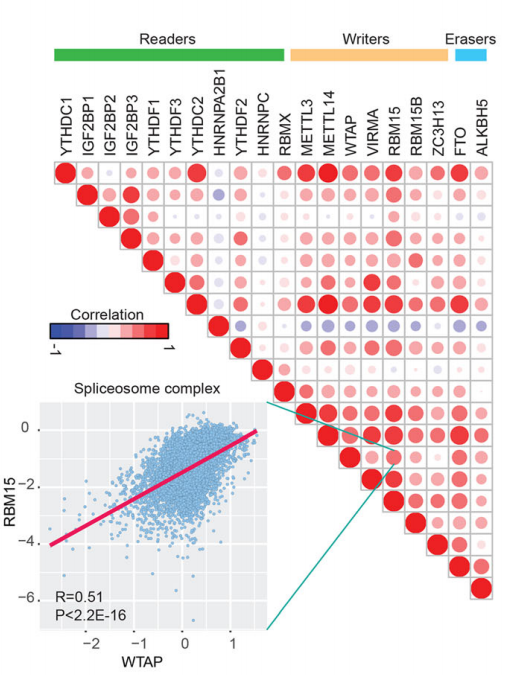 Readers
Writers
Erasers
YTHDC1
IGF2BP1
IGF2BP2
IGF2BP3
YTHDF1
YTHDF3
YTHDC2
HNRNPA2B1
YTHDF2
HNRNPC
RBMX
METTL3
METTL14
WTAP
VIRMA
RBM15
RBM15B
ZC3H13
FTO
ALKBH5
Correlation
-1
1
Spliceosome complex
RBM15
0
−2
−4
−6
R=0.51
P<2.2E-16
−2 −1 0 1
WTAP